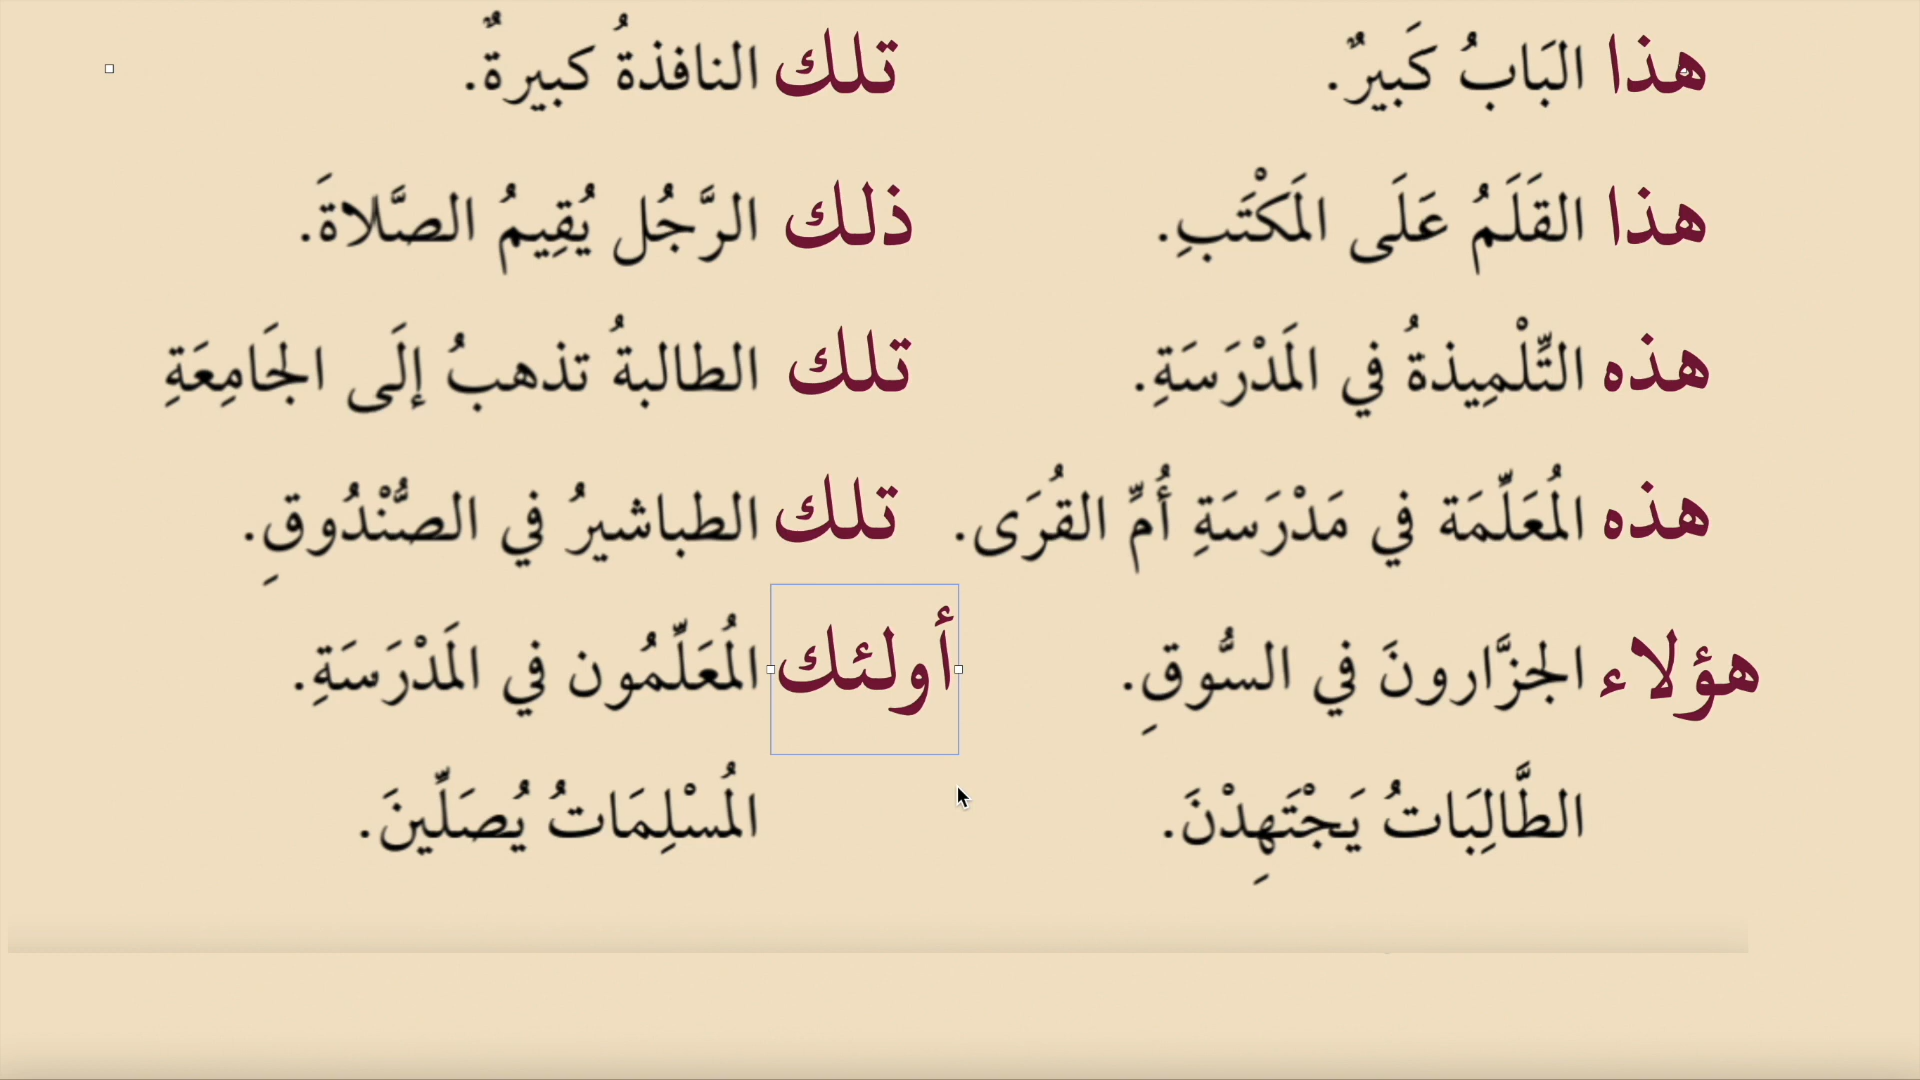 هذا البَابُ كَبيرٌ. تلك النافذةُ كبيرةٌ.
هذا القَلَمُ عَلَى المَكْتَبِ. ذلك الرَّجُل يُقِيمُ الصَّلاةَ.
هذه التِّلْمِيذةُ في المَدْرَسَةِ. تلك الطالبةُ تذهبُ إلَى الجَامِعَةِ
هذه المُعَلِّمَة في مَدْرَسَةِ أُمِّ القُرَى. تلك الطباشيرُ في الصُّنْدُوقِ.
هؤلاء الجزَّارونَ في السُّوقِ. أولئك المُعَلِّمُون في المَدْرَسَةِ.
الطَّالِبَاتُ يَجْتَهِدْنَ. المُسْلِمَاتُ يُصَلِّينَ.